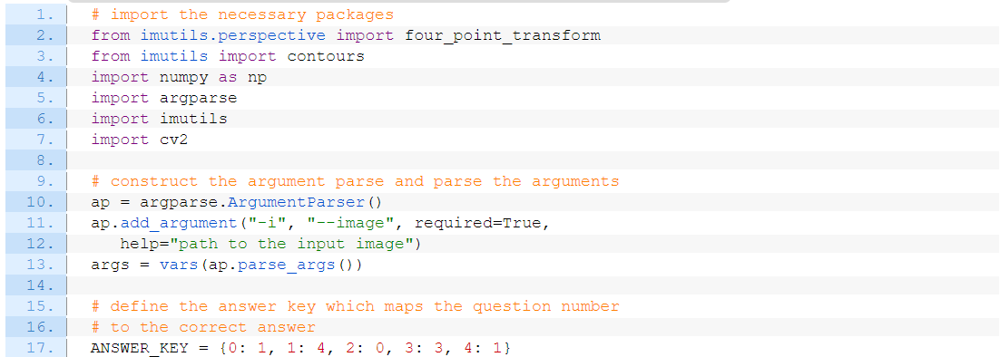 1. # import the necessary packages
2. from imutils.perspective import four_point_transform
3. from imutils import contours
4. import numpy as np
5. import argparse
6. import imutils
7. import cv2
8.
9. # construct the argument parse and parse the arguments
10. ap = argparse.ArgumentParser()
11. ap.add_argument("-i", "--image", required=True,
12.    help="path to the input image")
13. args = vars(ap.parse_args())
14.
15. # define the answer key which maps the question number
16. # to the correct answer
17. ANSWER_KEY = {0: 1, 1: 4, 2: 0, 3: 3, 4: 1}